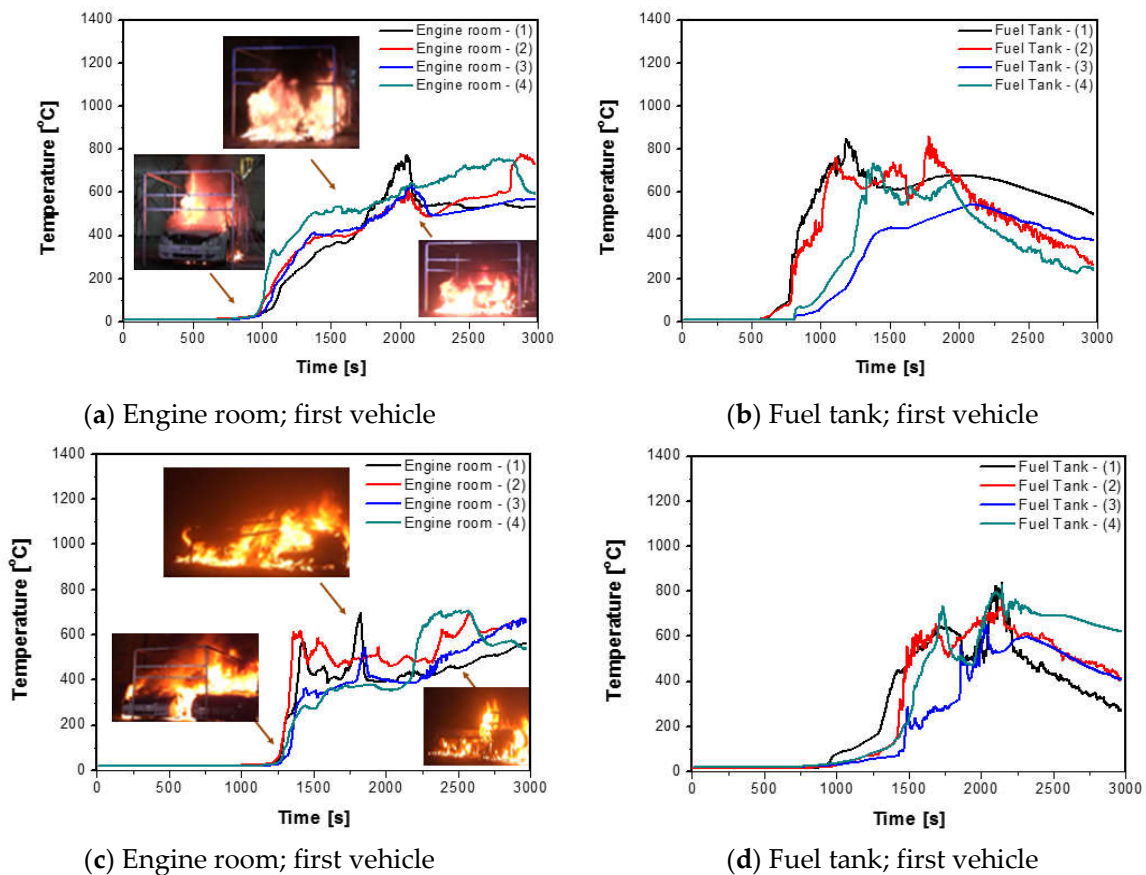 1400
1200
1000
800
600
400
200
0
Temperature [°C]
Engine room - (1)
Engine room - (2)
Engine room - (3)
Engine room - (4)
0 500 1000 1500 2000 2500 3000
Time [s]
(a) Engine room; first vehicle
1400
1200
1000
800
600
400
200
0
Temperature [°C]
Fuel Tank - (1)
Fuel Tank - (2)
Fuel Tank - (3)
Fuel Tank - (4)
0 500 1000 1500 2000 2500 3000
Time [s]
(b) Fuel tank; first vehicle
1400
1200
1000
800
600
400
200
0
Temperature [°C]
Engine room - (1)
Engine room - (2)
Engine room - (3)
Engine room - (4)
0 500 1000 1500 2000 2500 3000
Time [s]
(c) Engine room; first vehicle
1400
1200
1000
800
600
400
200
0
Temperature [°C]
Fuel Tank - (1)
Fuel Tank - (2)
Fuel Tank - (3)
Fuel Tank - (4)
0 500 1000 1500 2000 2500 3000
Time [s]
(d) Fuel tank; first vehicle